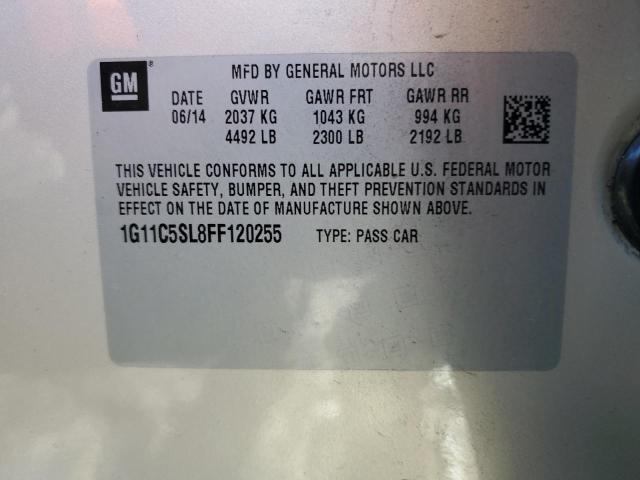 GM
®
MFD BY GENERAL MOTORS LLC
DATE GVWR GAWR FRT GAWR RR
06/14 2037 KG 1043 KG 994 KG
4492 LB 2300 LB 2192 LB
THIS VEHICLE CONFORMS TO ALL APPLICABLE U.S. FEDERAL MOTOR
VEHICLE SAFETY, BUMPER, AND THEFT PREVENTION STANDARDS IN
EFFECT ON THE DATE OF MANUFACTURE SHOWN ABOVE.
1G11C5SL8FF120255 TYPE: PASS CAR